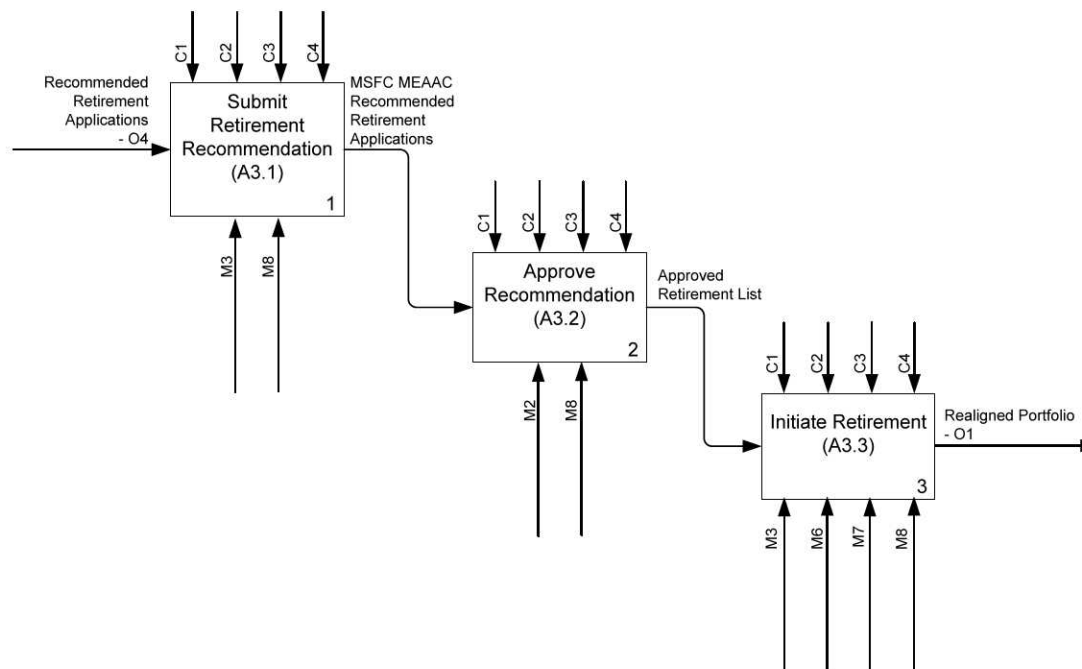 C1
C2
C3
C4
Recommended
Retirement
Applications
- O4
Submit
Retirement
Recommendation
(A3.1)
1
MSFC MEAAC
Recommended
Retirement
Applications
M3
M8
C1
C2
C3
C4
Approve
Recommendation
(A3.2)
2
Approved
Retirement List
M2
M8
C1
C2
C3
C4
Initiate Retirement
(A3.3)
3
Realigned Portfolio
- O1
M3
M6
M7
M8